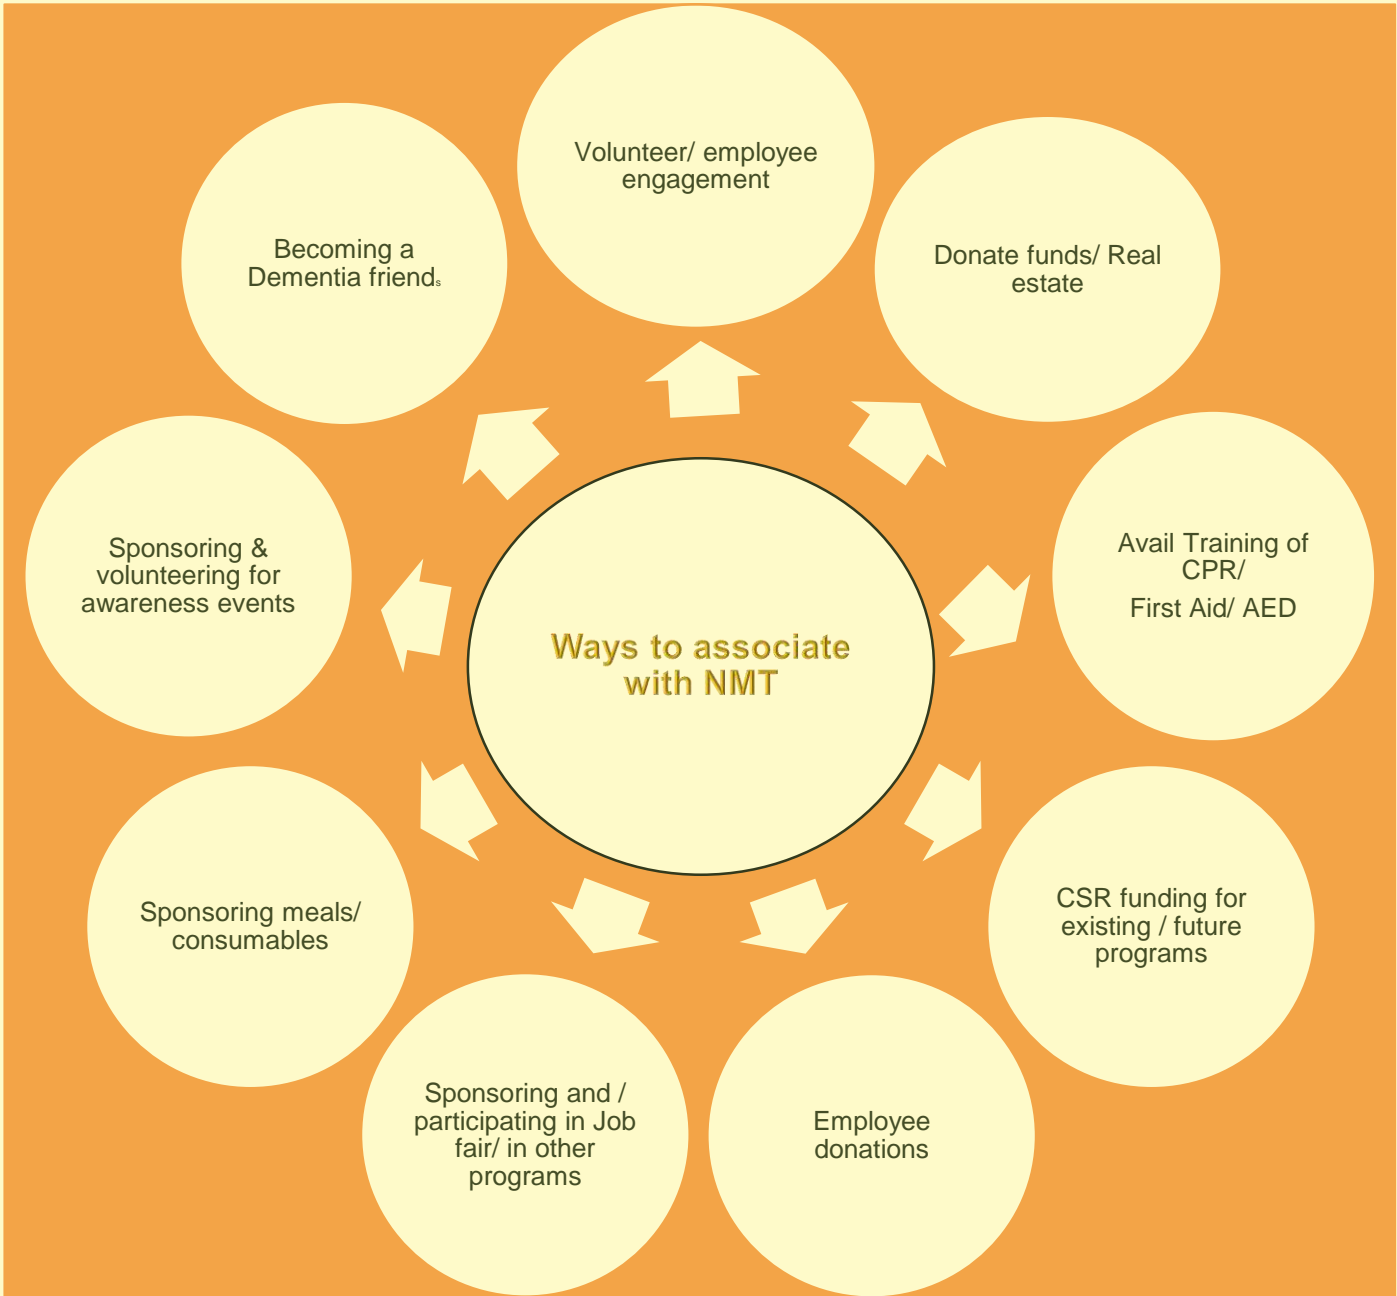 Volunteer/ employee
engagement
Donate funds/ Real
estate
Avail Training of
CPR/
First Aid/ AED
CSR funding for
existing / future
programs
Employee
donations
Sponsoring and /
participating in Job
fair/ in other
programs
Sponsoring meals/
consumables
Sponsoring &
volunteering for
awareness events
Becoming a
Dementia friends
Ways to associate
with NMT